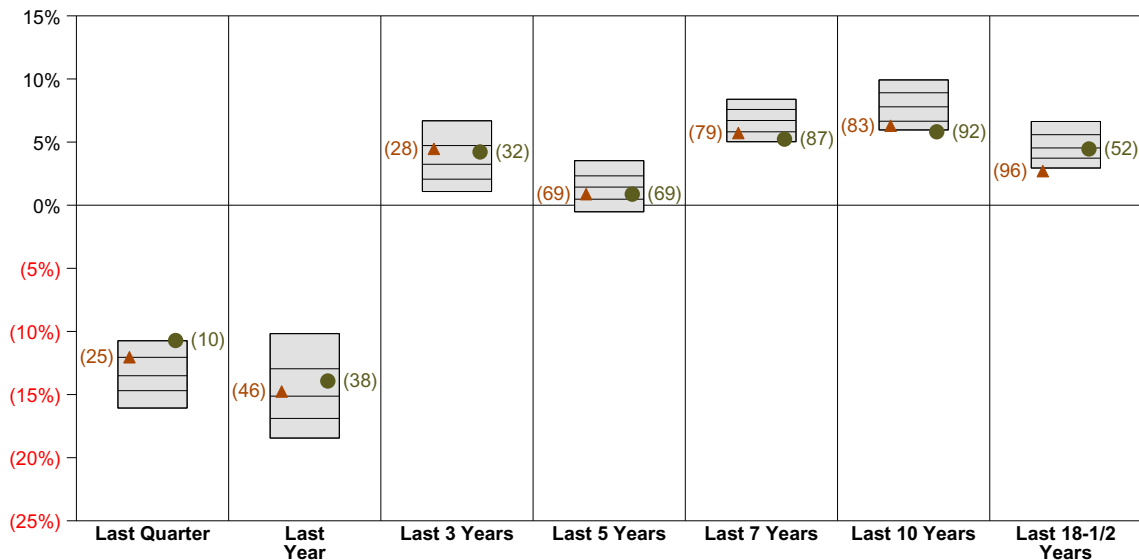 15%
10%
5%
0%
(5%)
(10%)
(15%)
(20%)
(25%)
(25)
(10)
(46)
(38)
(28)
(32)
(69)
(69)
(79)
(87)
(83)
(92)
(96)
(52)
Last Quarter
Last
Year
Last 3 Years
Last 5 Years
Last 7 Years
Last 10 Years
Last 18-1/2
Years